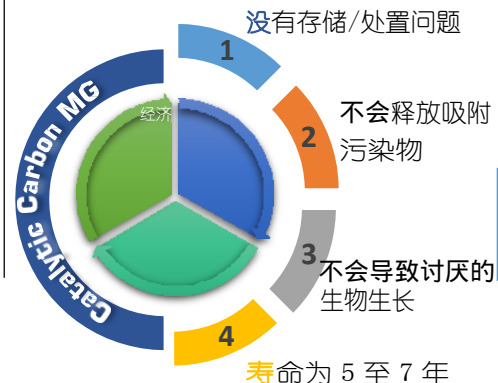 没有存储/处置问题
1
Catalytic Carbon MG
经济
不会释放吸附
2
污染物
3
不会导致讨厌的
生物生长
4
寿命为 5 至 7 年